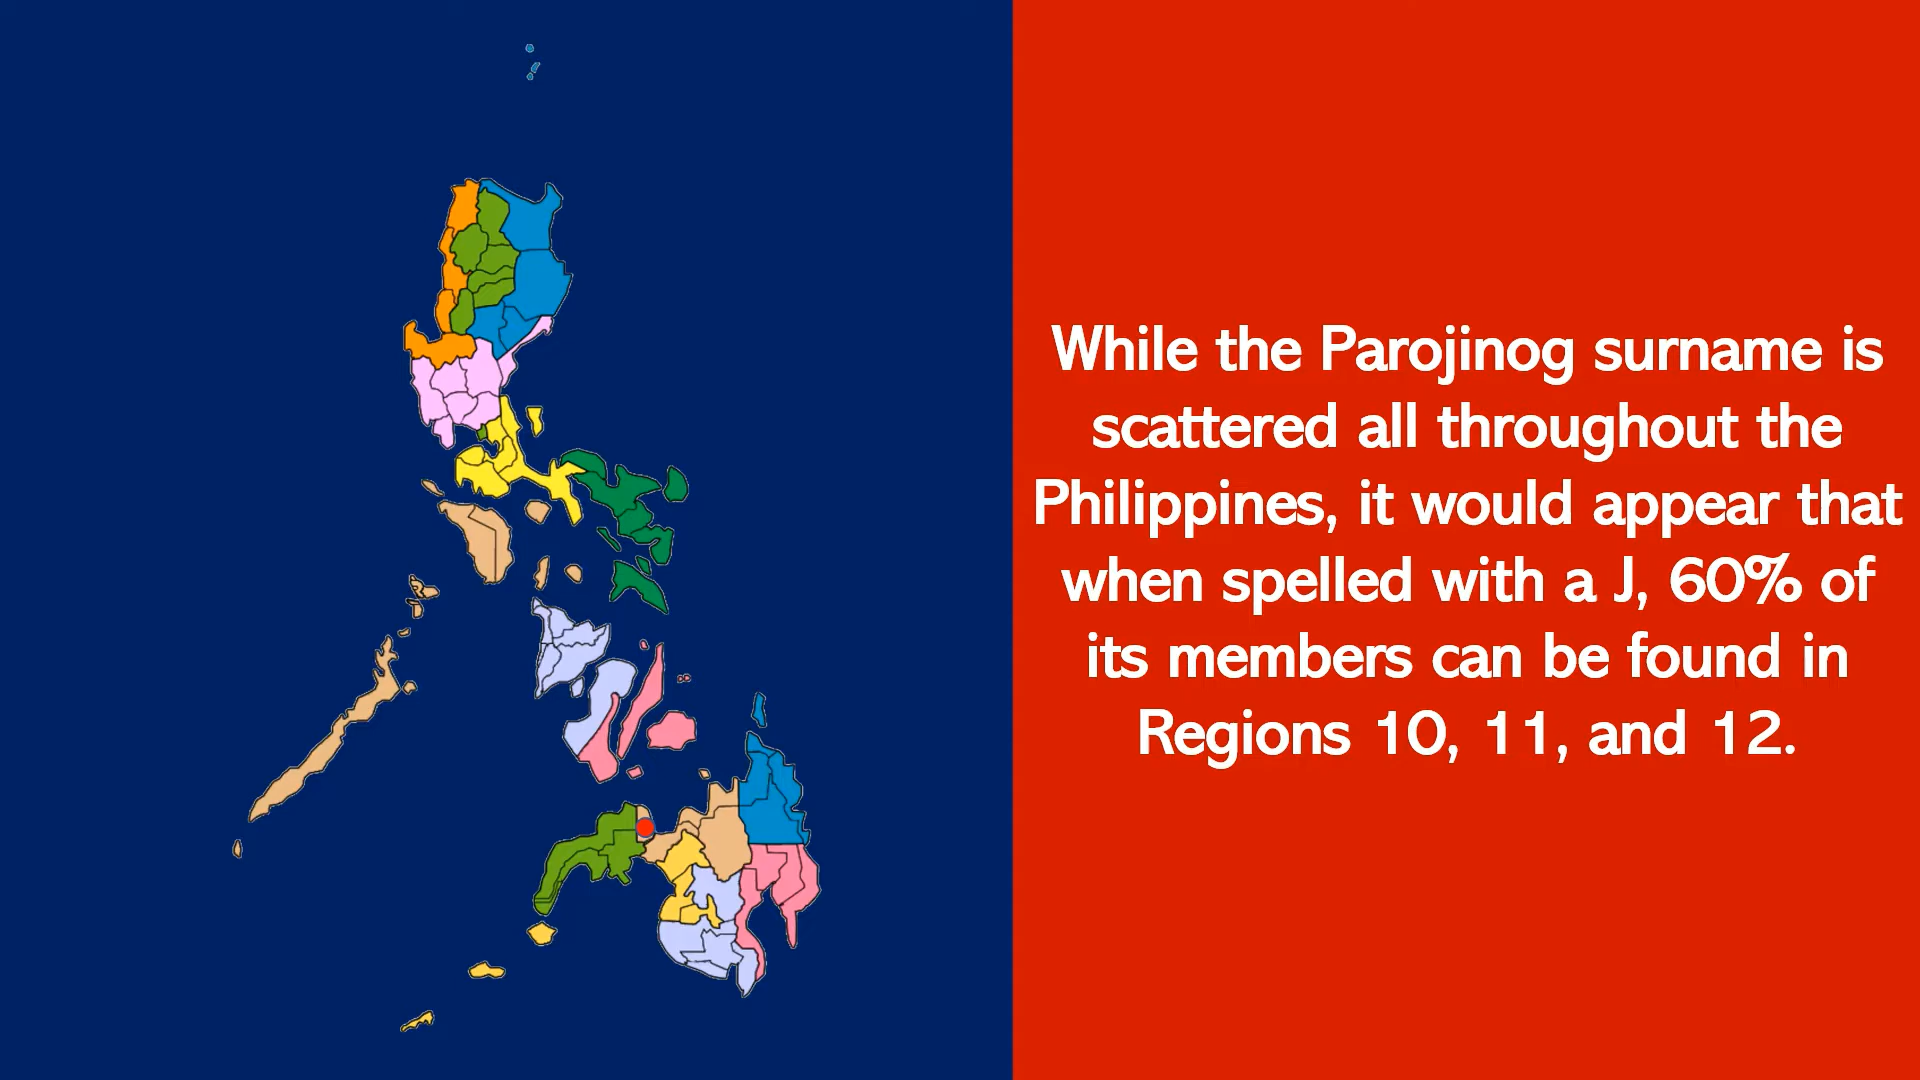 While the Parojinog surname is
scattered all throughout the
Philippines, it would appear that
when spelled with a J, 60% of
its members can be found in
Regions 10, 11, and 12.